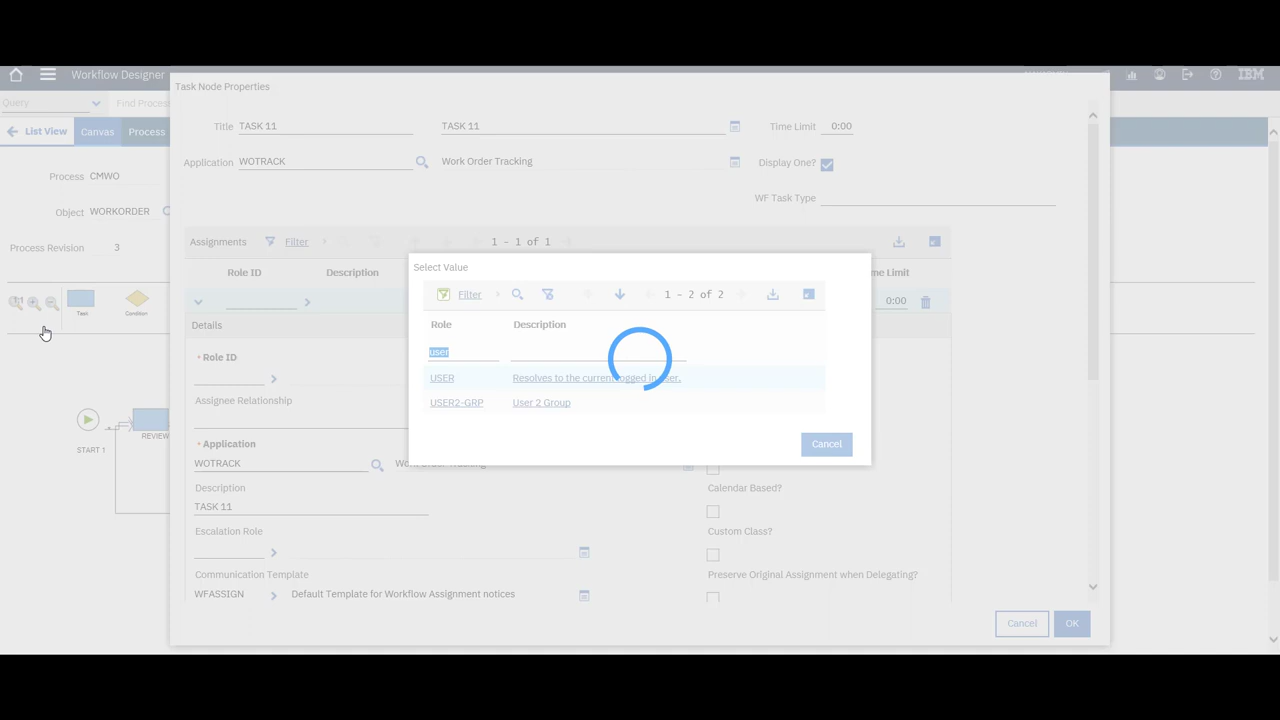 Workflow Designer
IBM
Query
Find Proces
List View
Canvas
Process
Process CMWO
Object WORKORDER
Process Revision 3
Task
Condition
START 1
REVIEW
Task Node Properties
Title TASK 11 TASK 11 Time Limit 0:00
Application WOTRACK Work Order Tracking Display One?
WF Task Type
Assignments Filter 1 - 1 of 1
Role ID Description me Limit
0:00
Details
Role ID
Assignee Relationship
* Application
WOTRACK
Description Calendar Based?
TASK 11
Escalation Role Custom Class?
Communication Template Preserve Original Assignment when Delegating?
WFASSIGN Default Template for Workflow Assignment notices
Cancel OK
Select Value
Filter 1 - 2 of 2
Role Description
user
USER Resolves to the current logged in user.
USER2-GRP User 2 Group
Cancel